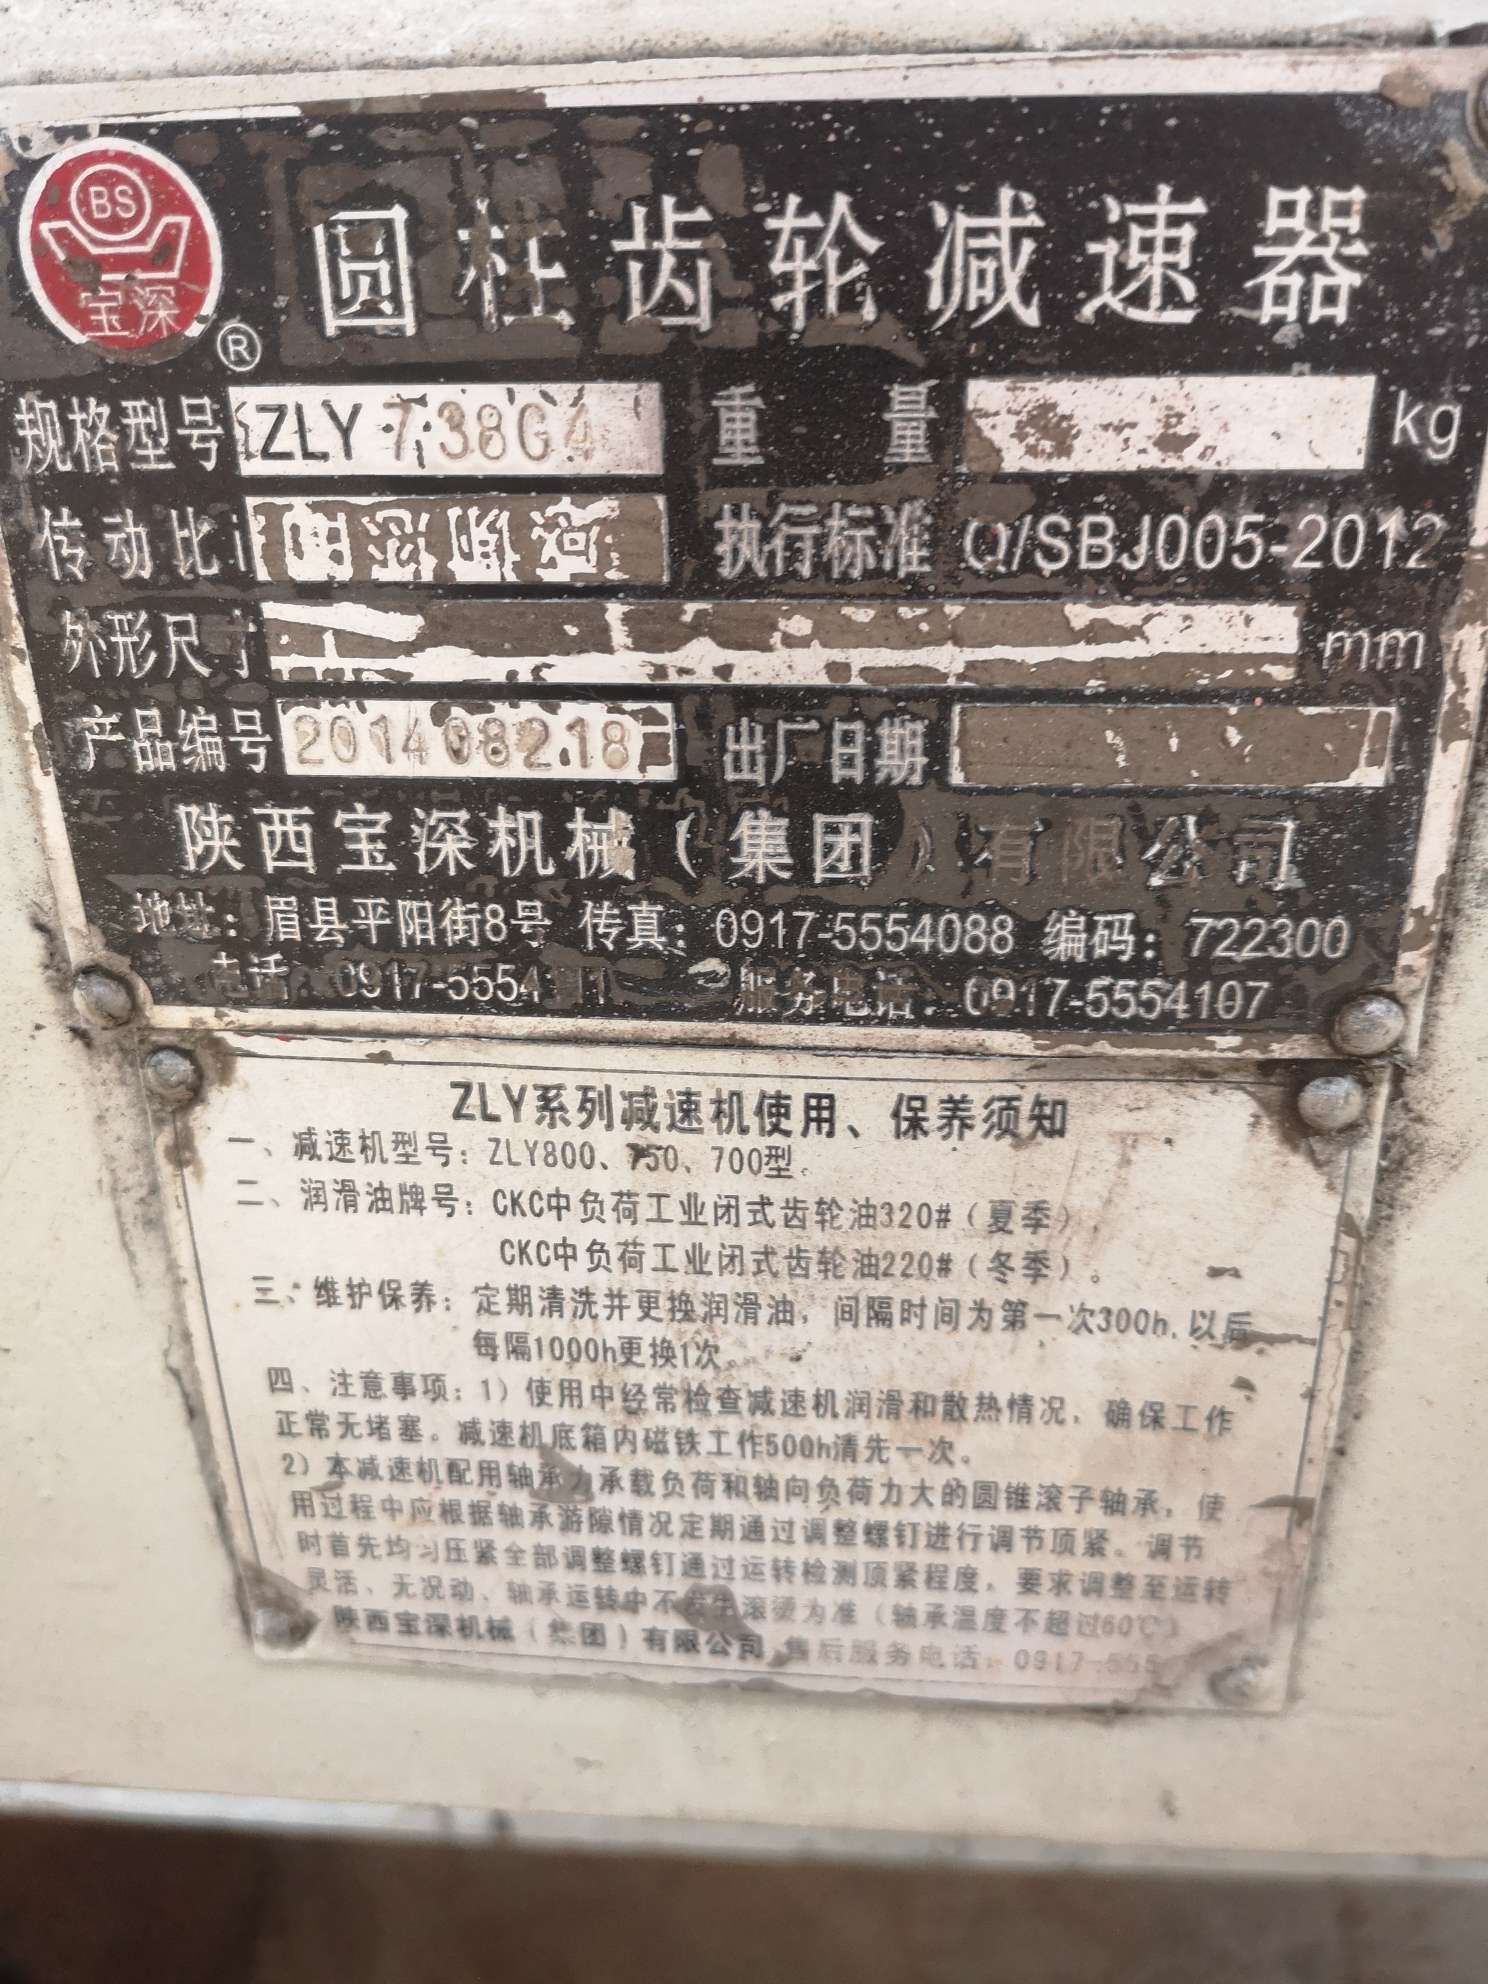 BS
宝深
®
圆柱齿轮减速器
规格型号 ZLY 738G4 重量 kg
传动比i 执行标准 Q/SBJ005-2012
外形尺寸 mm
产品编号 201408218 出厂日期
陕西宝深机械(集团)有限公司
地址:眉县平阳街8号 传真:0917-5554088 编码:722300
电话: 服务电话:0917-5554107
ZLY系列减速机使用、保养须知
一、减速机型号:ZLY800、750、700型。
二、润滑油牌号:CKC中负荷工业闭式齿轮油320#(夏季),
CKC中负荷工业闭式齿轮油220#(冬季)。
三、维护保养:定期清洗并更换润滑油,间隔时间为第一次300h,以后
每隔1000h更换1次。
四、注意事项:1)使用中经常检查减速机润滑和散热情况,确保工作
正常无堵塞。减速机底箱内磁铁工作500h清先一次。
2)本减速机配用轴承力承载负荷和轴向负荷力大的圆锥滚子轴承,使
用过程中应根据轴承游隙情况定期通过调整螺钉进行调节顶紧。调节
时首先均习压紧全部调整螺钉通过运转检测顶紧程度,要求调整至运转
灵活、无况动、轴承运转中不发生滚烫为准(轴承温度不超过60℃)
陕西宝深机械(集团)有限公司,售后服务电话:0917-555